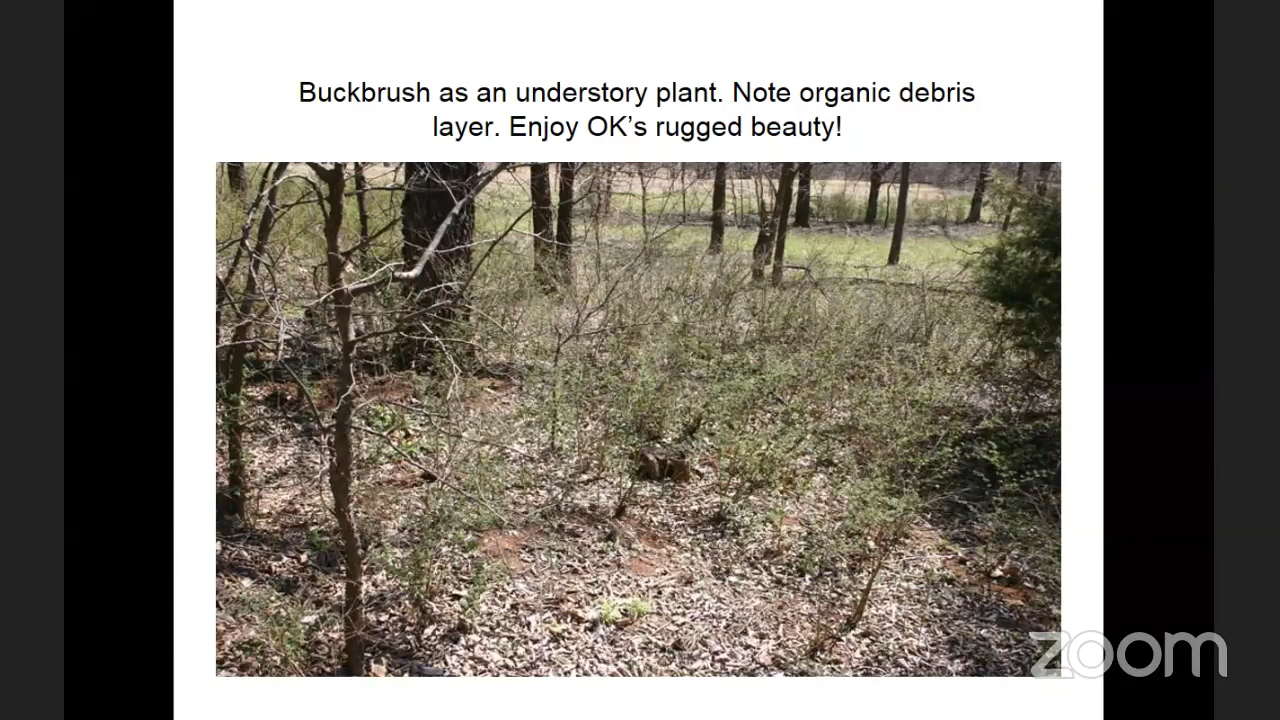 Buckbrush as an understory plant. Note organic debris
layer. Enjoy OK’s rugged beauty!
zoom